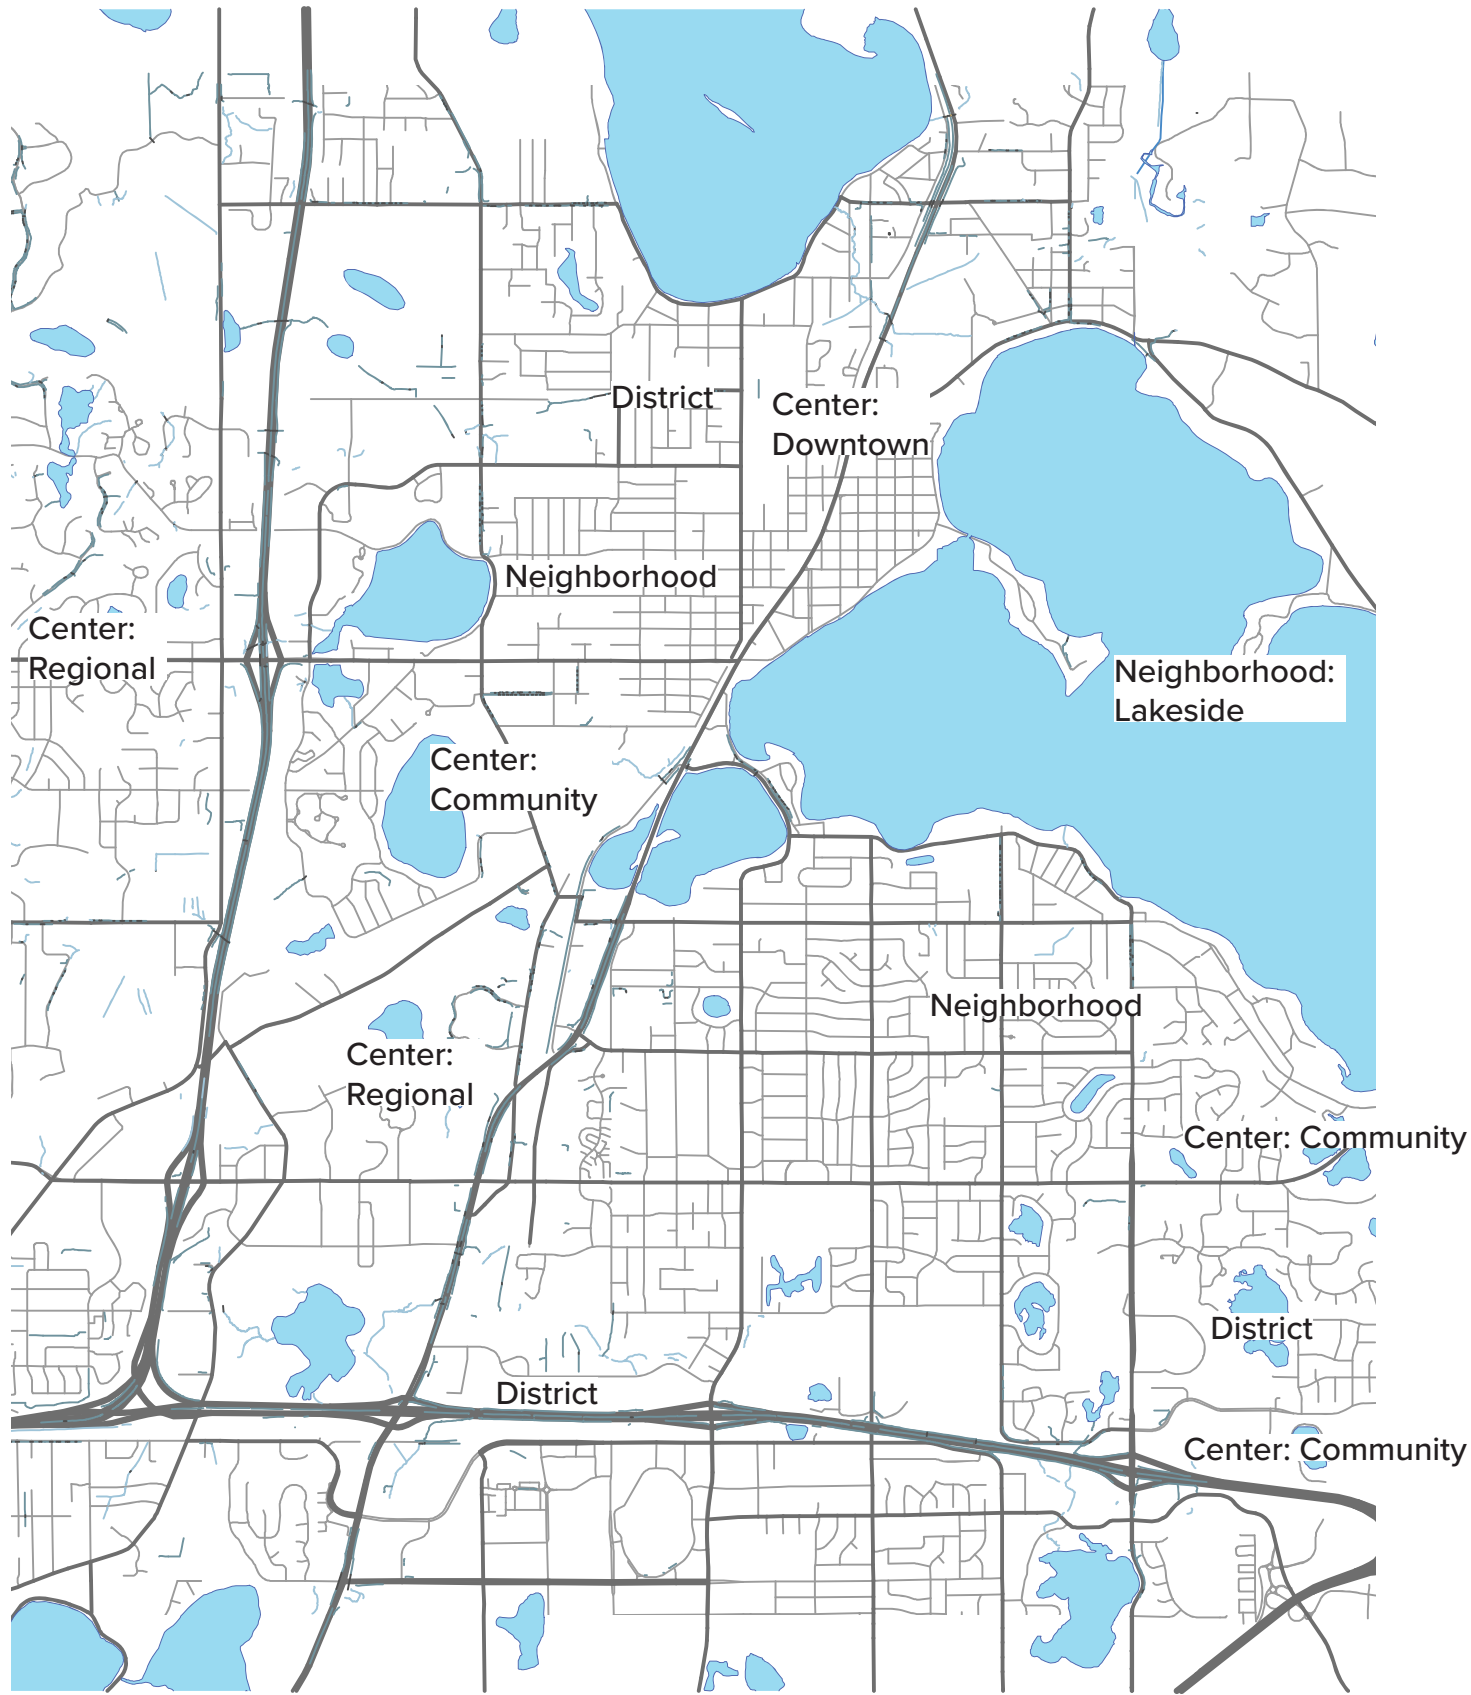 District
Center:
Downtown
Neighborhood
Center:
Regional
Neighborhood:
Lakeside
Center:
Community
Neighborhood
Center:
Regional
Center: Community
District
District
Center: Community